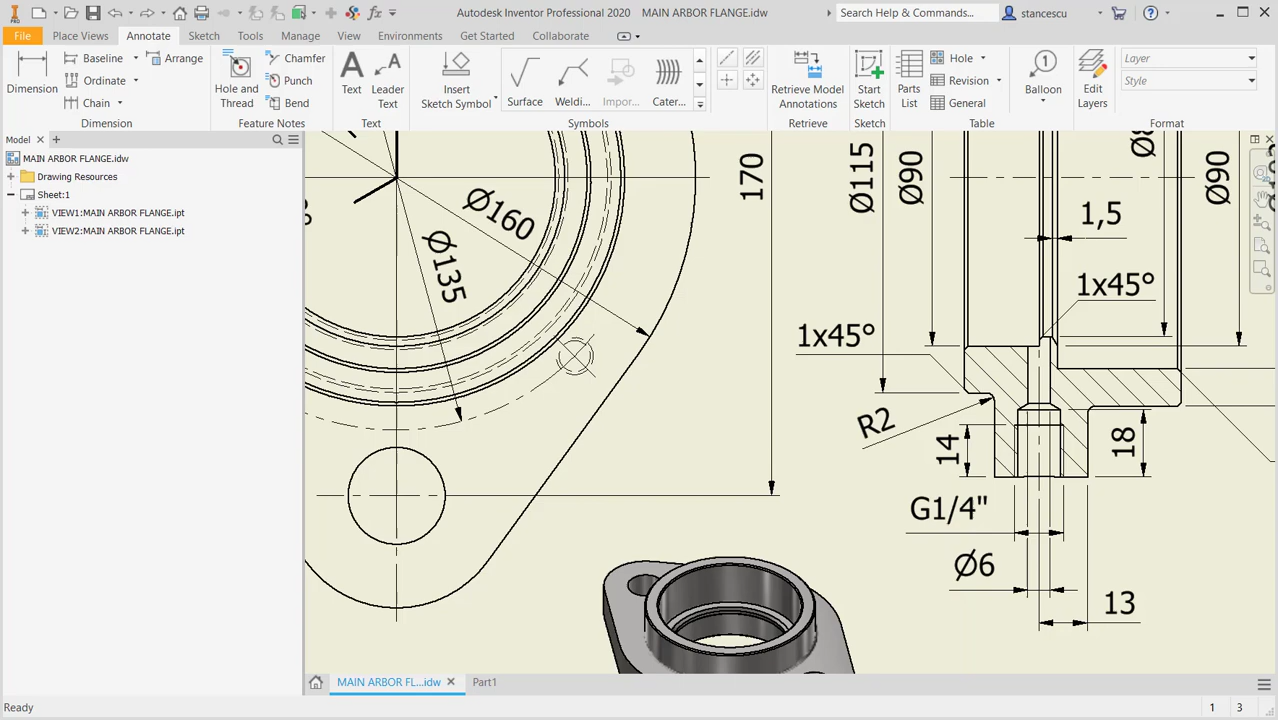 Autodesk Inventor Professional 2020 MAIN ARBOR FLANGE.idw
Search Help & Commands...
stancescu
File Place Views Annotate Sketch Tools Manage View Environments Get Started Collaborate
PRO
Dimension
Baseline
Ordinate
Chain
Arrange
Dimension
Hole and
Thread
Chamfer
Punch
Bend
Feature Notes
Text
Leader
Text
Text
Insert
Sketch Symbol
Surface
Weldi...
Impor...
Cater...
Symbols
Retrieve Model
Annotations
Retrieve
Start
Sketch
Sketch
Parts
List
Hole
Revision
General
Table
Balloon
Edit
Layers
Layer
Style
Format
Model
MAIN ARBOR FLANGE.idw
Drawing Resources
Sheet:1
VIEW1:MAIN ARBOR FLANGE.ipt
VIEW2:MAIN ARBOR FLANGE.ipt
Ø160
Ø135
170
Ø115
Ø90
Ø90
1,5
1x45°
1x45°
R2
14
18
G1/4"
Ø6
13
MAIN ARBOR FL...idw
Part1
Ready
1 3